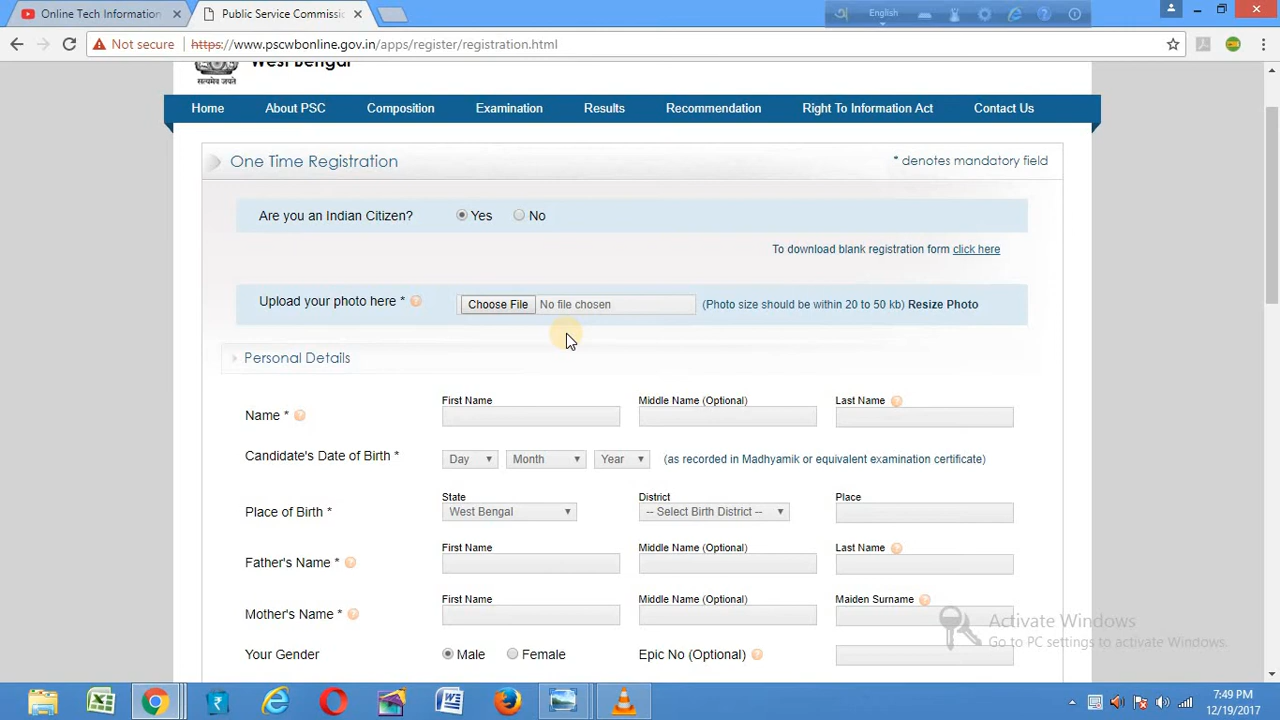 Online Tech Information
Public Service Commissio
English
Not secure
https://www.pscwbonline.gov.in/apps/register/registration.html
West Bengal
सत्यमेव जयते
Home About PSC Composition Examination Results Recommendation Right To Information Act Contact Us
One Time Registration
* denotes mandatory field
Are you an Indian Citizen? Yes No
To download blank registration form click here
Upload your photo here * Choose File No file chosen (Photo size should be within 20 to 50 kb) Resize Photo
Personal Details
First Name Middle Name (Optional) Last Name
Name *
Candidate's Date of Birth * Day Month Year (as recorded in Madhyamik or equivalent examination certificate)
State District Place
Place of Birth * West Bengal -- Select Birth District --
First Name Middle Name (Optional) Last Name
Father's Name *
First Name Middle Name (Optional) Maiden Surname
Mother's Name *
Activate Windows
Go to PC settings to activate Windows.
Your Gender Male Female Epic No (Optional)
7:49 PM
12/19/2017